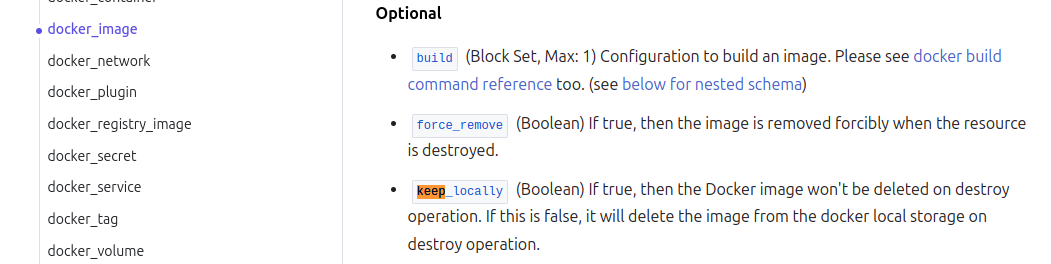 docker_container
docker_image
docker_network
docker_plugin
docker_registry_image
docker_secret
docker_service
docker_tag
docker_volume
Optional
build (Block Set, Max: 1) Configuration to build an image. Please see docker build
command reference too. (see below for nested schema)
force_remove (Boolean) If true, then the image is removed forcibly when the resource
is destroyed.
keep_locally (Boolean) If true, then the Docker image won't be deleted on destroy
operation. If this is false, it will delete the image from the docker local storage on
destroy operation.